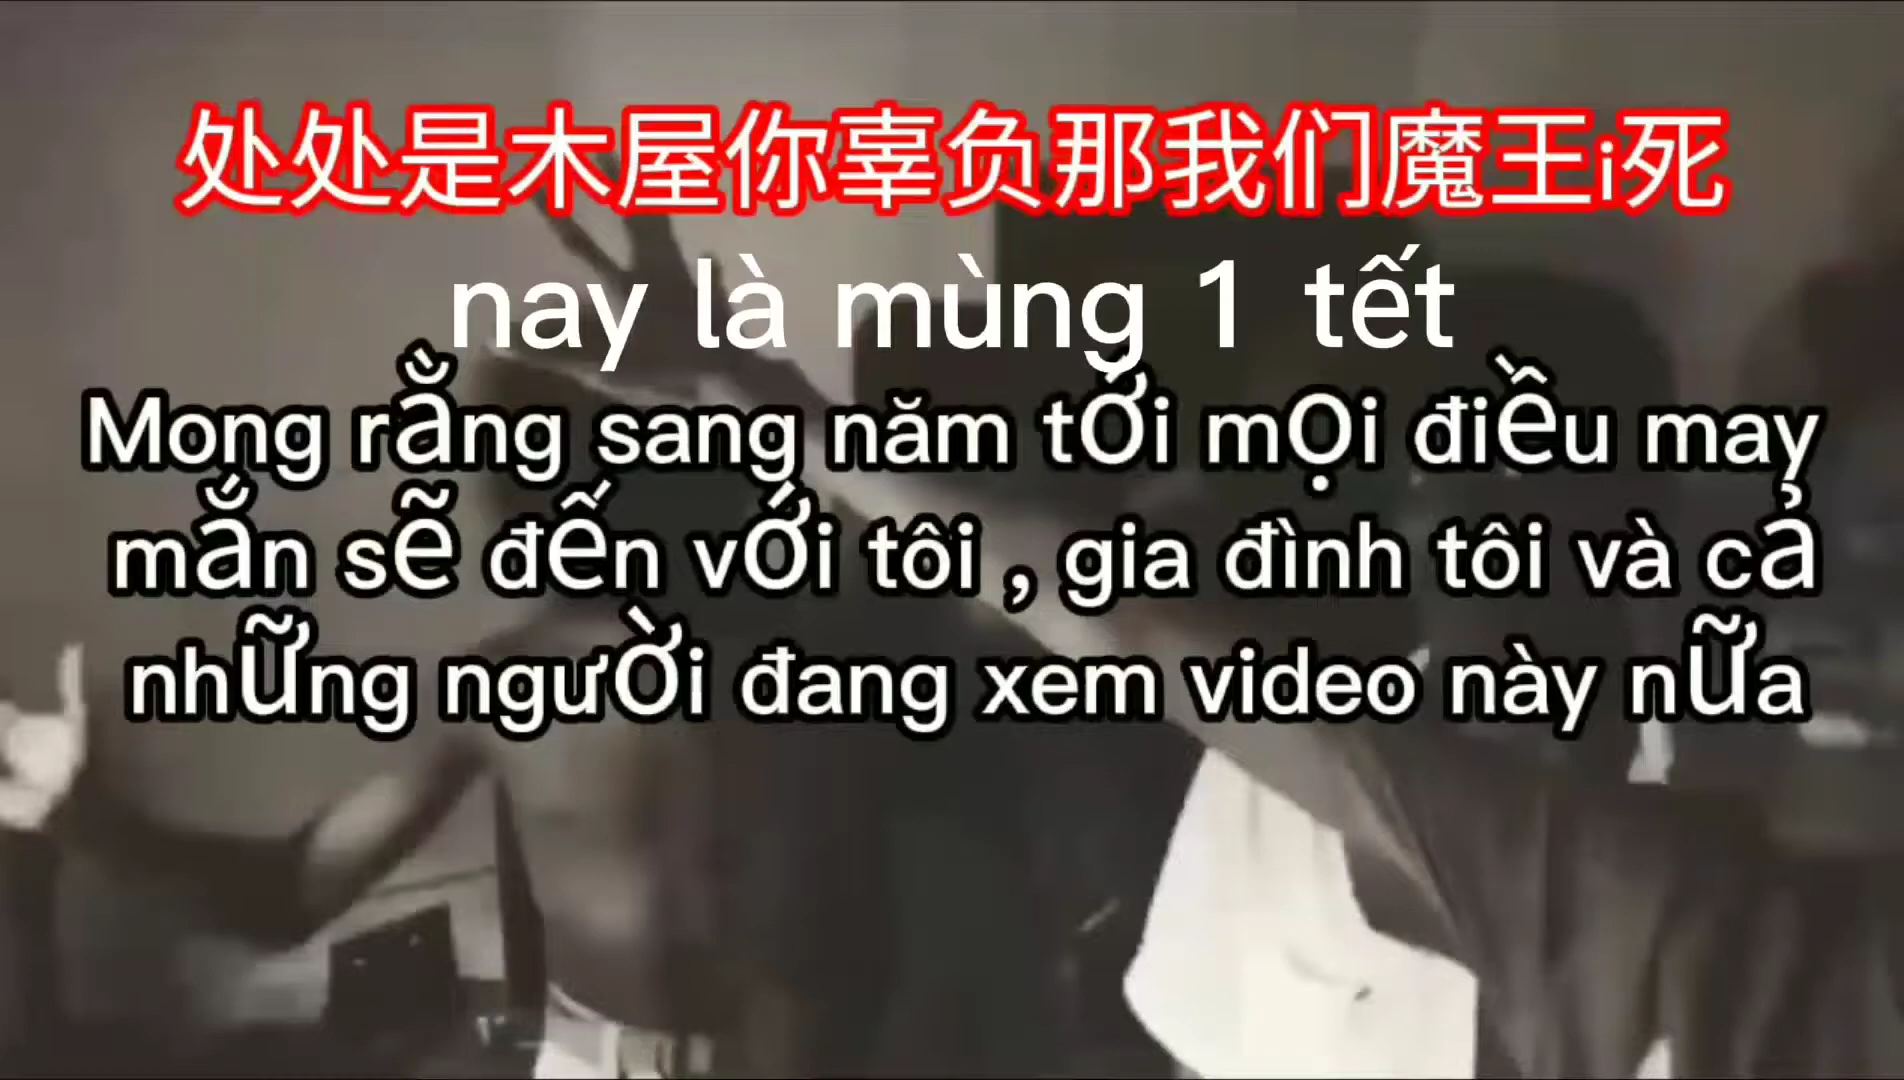 处处是木屋你辜负那我们魔王i死
nay là mùng 1 tết
Mong rằng sang năm tới mọi điều may
mắn sẽ đến với tôi , gia đình tôi và cả
những người đang xem video này nữa